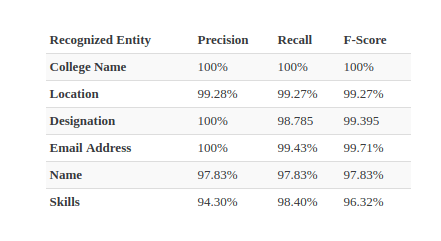 Recognized Entity Precision Recall F-Score
College Name 100% 100% 100%
Location 99.28% 99.27% 99.27%
Designation 100% 98.785 99.395
Email Address 100% 99.43% 99.71%
Name 97.83% 97.83% 97.83%
Skills 94.30% 98.40% 96.32%